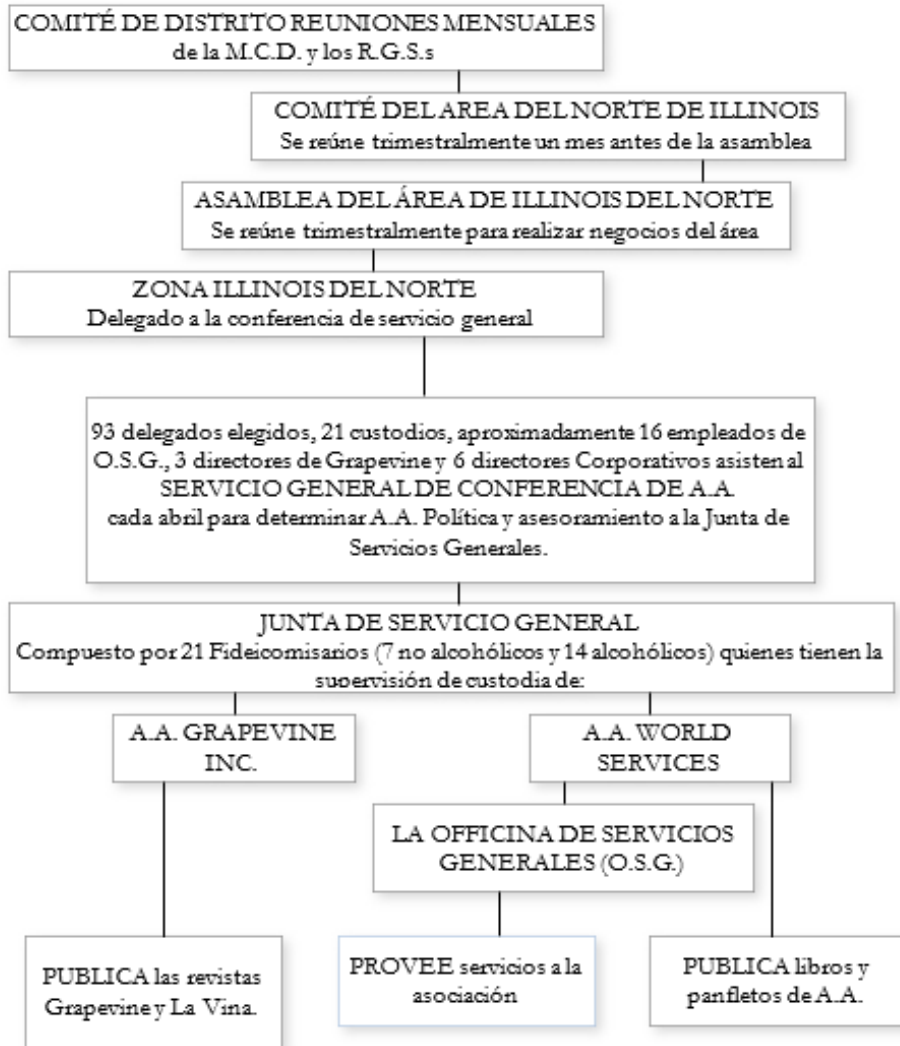 COMITÉ DE DISTRITO REUNIONES MENSUALES
de la M.C.D. y los R.G.S.s
COMITÉ DEL AREA DEL NORTE DE ILLINOIS
Se reúne trimestralmente un mes antes de la asamblea
ASAMBLEA DEL ÁREA DE ILLINOIS DEL NORTE
Se reúne trimestralmente para realizar negocios del área
ZONA ILLINOIS DEL NORTE
Delegado a la conferencia de servicio general
93 delegados elegidos, 21 custodios, aproximadamente 16 empleados de
O.S.G., 3 directores de Grapevine y 6 directores Corporativos asisten al
SERVICIO GENERAL DE CONFERENCIA DE A.A.
cada abril para determinar A.A. Política y asesoramiento a la Junta de
Servicios Generales.
JUNTA DE SERVICIO GENERAL
Compuesto por 21 Fideicomisarios (7 no alcohólicos y 14 alcohólicos) quienes tienen la
supervisión de custodia de:
A.A. GRAPEVINE
INC.
A.A. WORLD
SERVICES
LA OFFICINA DE SERVICIOS
GENERALES (O.S.G.)
PUBLICA las revistas
Grapevine y La Vina.
PROVEE servicios a la
asociación
PUBLICA libros y
panfletos de A.A.